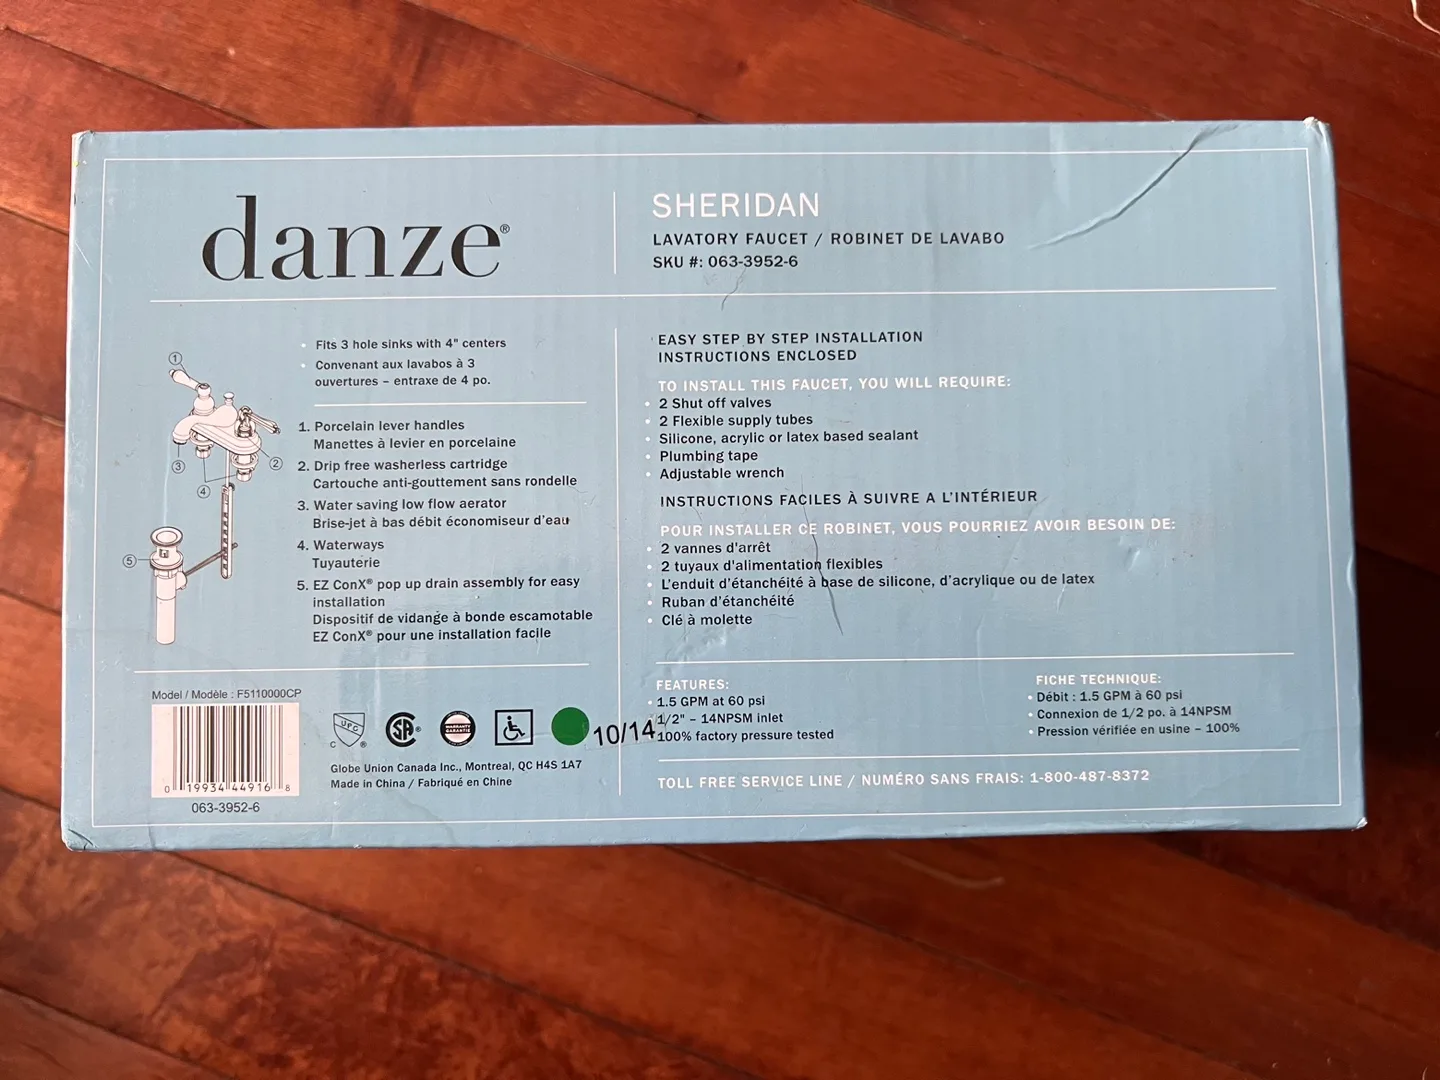 danze®
SHERIDAN
LAVATORY FAUCET / ROBINET DE LAVABO
SKU #: 063-3952-6
• Fits 3 hole sinks with 4" centers
• Convenant aux lavabos à 3
ouvertures – entraxe de 4 po.
1
2
3
4
5
1. Porcelain lever handles
Manettes à levier en porcelaine
2. Drip free washerless cartridge
Cartouche anti-gouttement sans rondelle
3. Water saving low flow aerator
Brise-jet à bas débit économiseur d'eau
4. Waterways
Tuyauterie
5. EZ ConX® pop up drain assembly for easy
installation
Dispositif de vidange à bonde escamotable
EZ ConX® pour une installation facile
EASY STEP BY STEP INSTALLATION
INSTRUCTIONS ENCLOSED
TO INSTALL THIS FAUCET, YOU WILL REQUIRE:
• 2 Shut off valves
• 2 Flexible supply tubes
• Silicone, acrylic or latex based sealant
• Plumbing tape
• Adjustable wrench
INSTRUCTIONS FACILES À SUIVRE A L'INTÉRIEUR
POUR INSTALLER CE ROBINET, VOUS POURRIEZ AVOIR BESOIN DE:
• 2 vannes d'arrêt
• 2 tuyaux d'alimentation flexibles
• L'enduit d'étanchéité à base de silicone, d'acrylique ou de latex
• Ruban d'étanchéité
• Clé à molette
Model / Modèle : F5110000CP
0 19934 44916 8
063-3952-6
UPC
C ®
SA®
WARRANTY
GARANTIE
10/14
Globe Union Canada Inc., Montreal, QC H4S 1A7
Made in China / Fabriqué en Chine
FEATURES:
• 1.5 GPM at 60 psi
1/2" – 14NPSM inlet
100% factory pressure tested
FICHE TECHNIQUE:
• Débit : 1.5 GPM à 60 psi
• Connexion de 1/2 po. à 14NPSM
• Pression vérifiée en usine – 100%
TOLL FREE SERVICE LINE / NUMÉRO SANS FRAIS: 1-800-487-8372